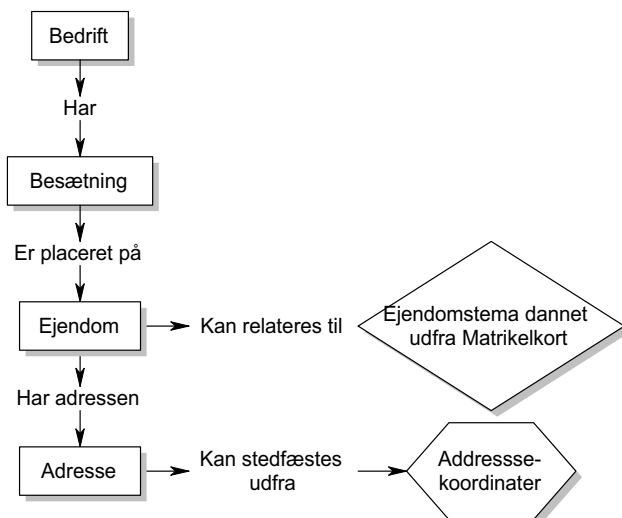 Bedrift
Har
Besætning
Er placeret på
Ejendom
Kan relateres til
Ejendomstema dannet
udfra Matrikelkort
Har adressen
Adresse
Kan stedfæstes
udfra
Addressse-
koordinater